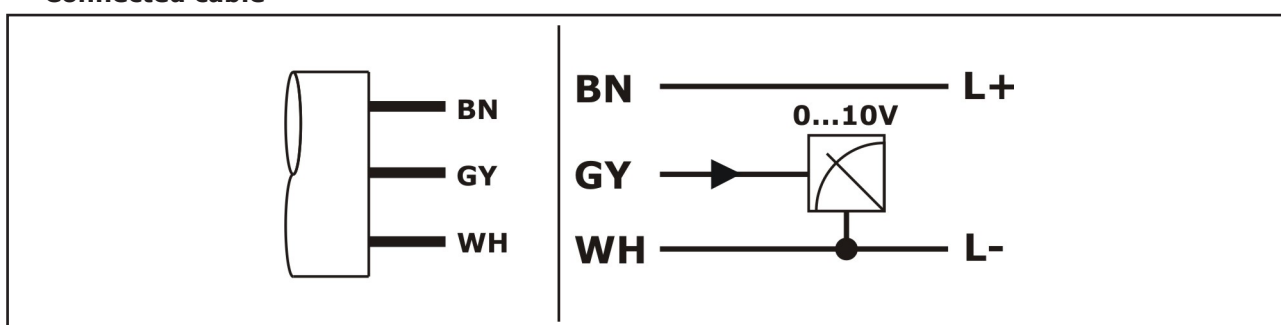 Connected cable
BN
GY
WH
BN L+
0...10V
GY
WH L-